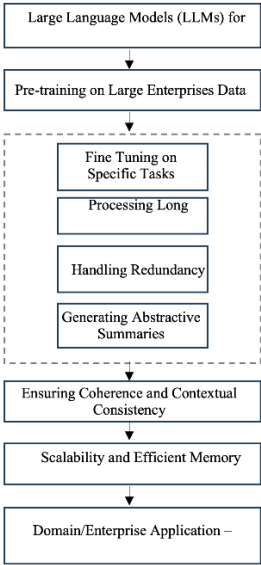 Large Language Models (LLMs) for
Pre-training on Large Enterprises Data
Fine Tuning on
Specific Tasks
Processing Long
Handling Redundancy
Generating Abstractive
Summaries
Ensuring Coherence and Contextual
Consistency
Scalability and Efficient Memory
Domain/Enterprise Application –